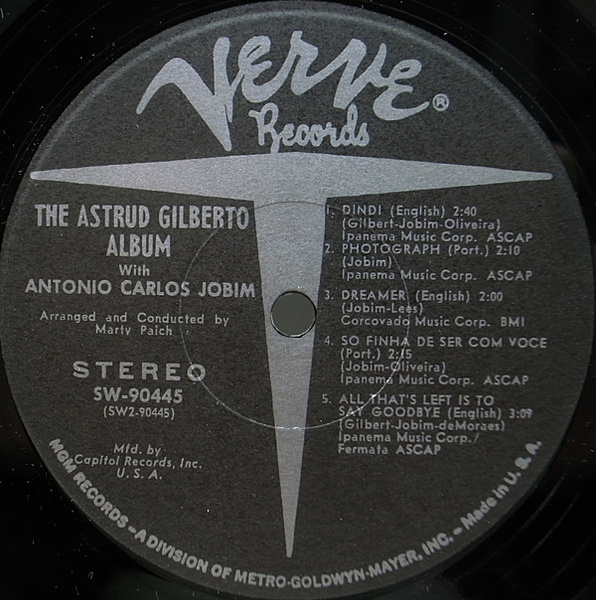 Verve®
Records
THE ASTRUD GILBERTO
ALBUM
With
ANTONIO CARLOS JOBIM
Arranged and Conducted by
Marty Paich
STEREO
SW-90445
(SW2-90445)
Mfd. by
Capitol Records, Inc.
U. S. A.
1. DINDI (English) 2:40
(Gilbert-Jobim-Oliveira)
Ipanema Music Corp. ASCAP
2. PHOTOGRAPH (Port.) 2:10
(Jobim)
Ipanema Music Corp. ASCAP
3. DREAMER (English) 2:00
(Jobim-Lees)
Corcovado Music Corp. BMI
4. SO FINHA DE SER COM VOCE
(Port.) 2:15
(Jobim-Oliveira)
Ipanema Music Corp. ASCAP
5. ALL THAT'S LEFT IS TO
SAY GOODBYE (English) 3:09
(Gilbert-Jobim-deMoraes)
Ipanema Music Corp./
Fermata ASCAP
MGM RECORDS – A DIVISION OF METRO-GOLDWYN-MAYER, INC. – Made in U. S. A.